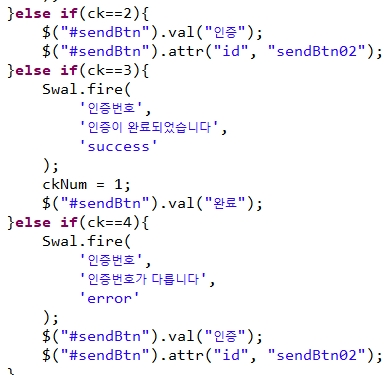 }else if(ck==2){
$("#sendBtn").val("인증");
$("#sendBtn").attr("id", "sendBtn02");
}else if(ck==3){
Swal.fire(
'인증번호',
'인증이 완료되었습니다',
'success'
);
ckNum = 1;
$("#sendBtn").val("완료");
}else if(ck==4){
Swal.fire(
'인증번호',
'인증번호가 다릅니다',
'error'
);
$("#sendBtn").val("인증");
$("#sendBtn").attr("id", "sendBtn02");
}